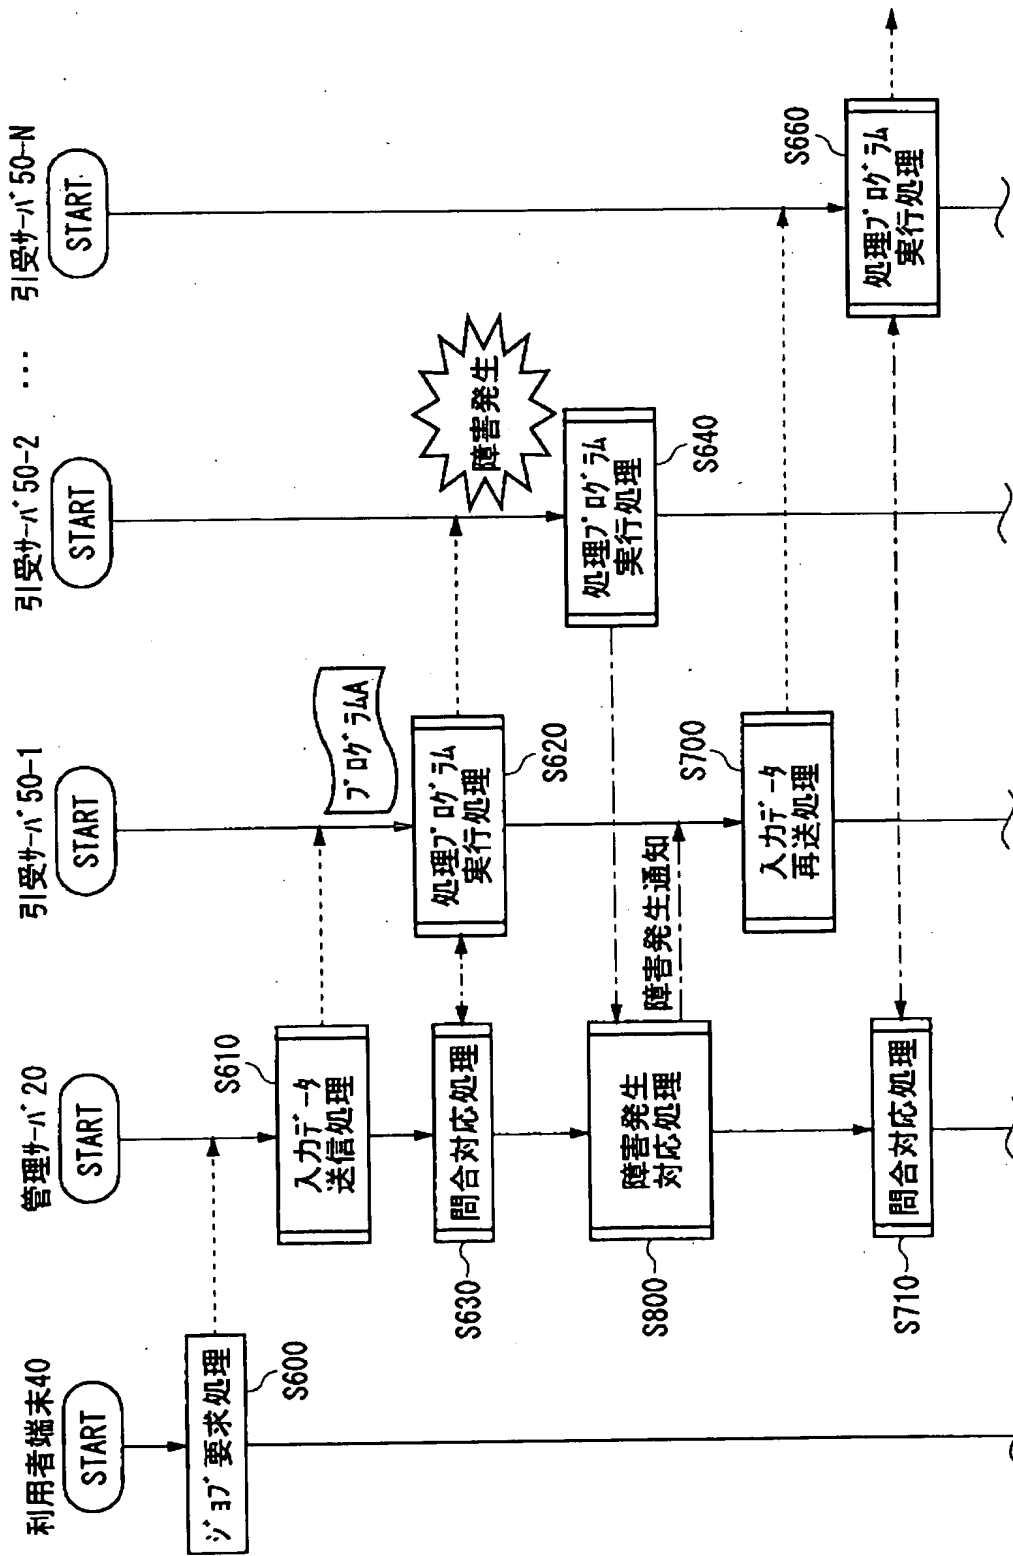 利用者端末40
START
ジョブ要求処理
S600
管理サーバ20
START
入力データ
送信処理
S610
問合対応処理
S630
障害発生
対応処理
S800
障害発生通知
問合対応処理
S710
引受サーバ50-1
START
プログラムA
処理プログラム
実行処理
S620
入力データ
再送処理
S700
引受サーバ50-2
START
障害発生
処理プログラム
実行処理
S640
...
引受サーバ50-N
START
処理プログラム
実行処理
S660